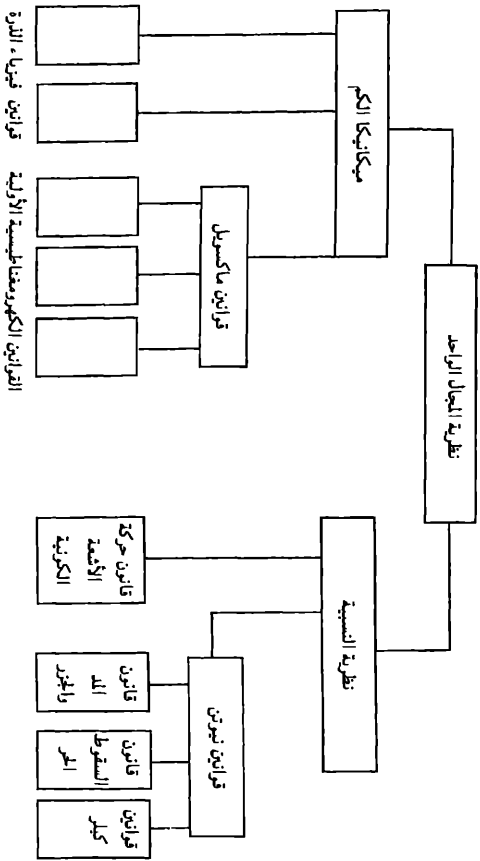 نظرية المجال الواحد
ميكانيكا الكم
نظرية النسبية
قوانين ماكسويل
قوانين نيوتن
قانون حركة
الأشعة
الكونية
قانون
المد
والجزر
قانون
السقوط
الحر
قوانين
كبلر
قوانين فيزياء الذرة
القوانين الكهرومغناطيسية الأولية